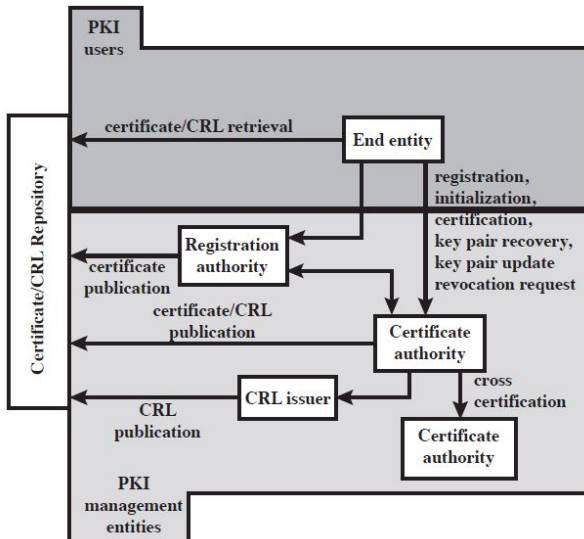 PKI
users
certificate/CRL retrieval
End entity
registration,
initialization,
certification,
key pair recovery,
key pair update
revocation request
Certificate/CRL Repository
Registration
authority
certificate
publication
certificate/CRL
publication
Certificate
authority
CRL issuer
CRL
publication
cross
certification
Certificate
authority
PKI
management
entities